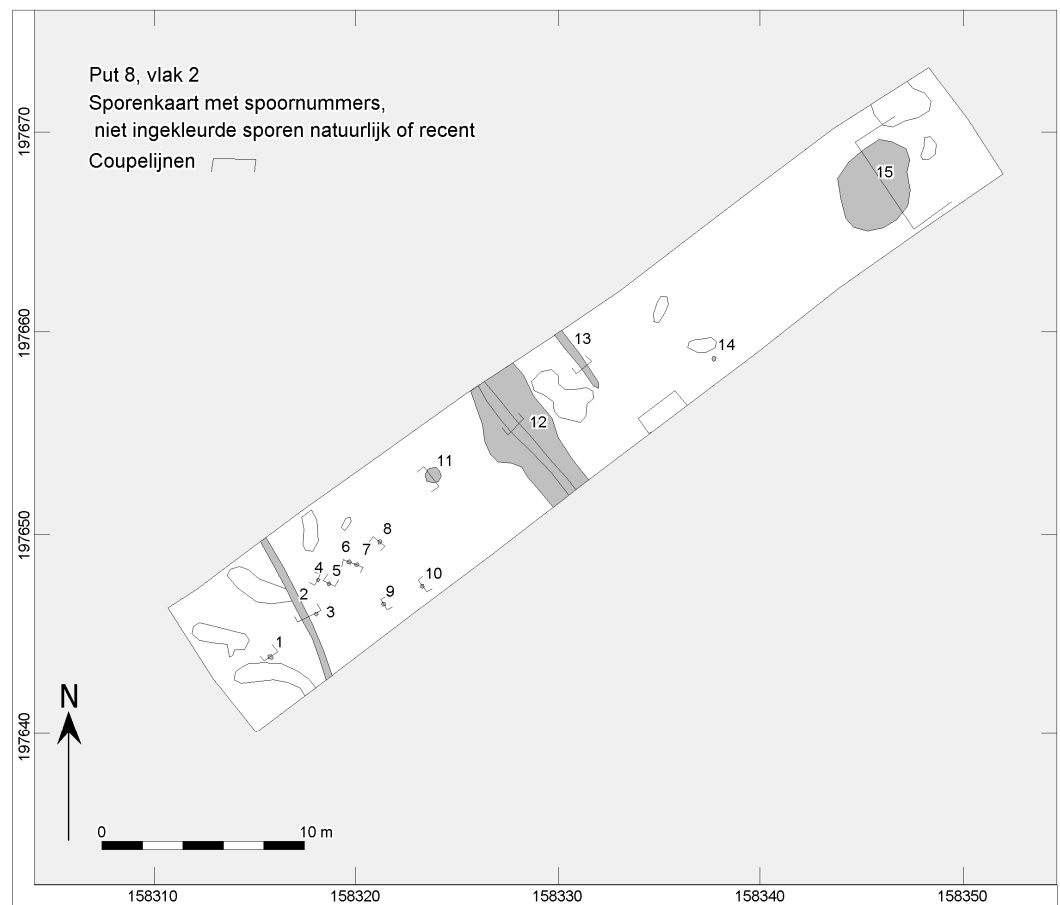 Put 8, vlak 2
Sporenkaart met spoornummers,
niet ingekleurde sporen natuurlijk of recent
Coupelijnen
197670
15
197660
13
14
12
11
197650
8
6
7
4
5
10
2
9
3
1
N
197640
0 10 m
158310 158320 158330 158340 158350